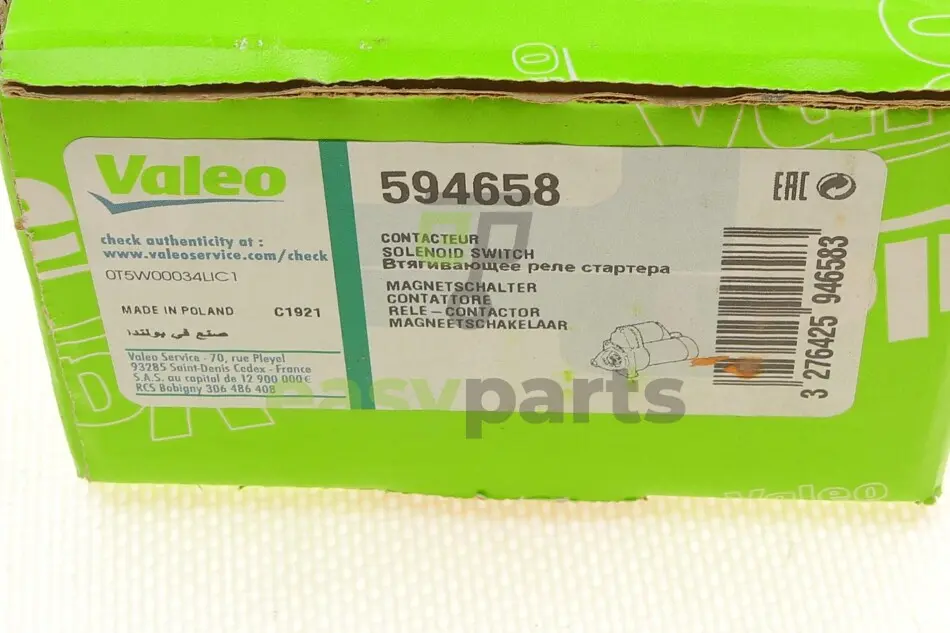 Valeo
check authenticity at :
www.valeoservice.com/check
0T5W00034LIC1
MADE IN POLAND C1921
صنع في بولندا
Valeo Service - 70, rue Pleyel
93285 Saint-Denis Cedex - France
S.A.S. au capital de 12 900 000€
RCS Bobigny 306 486 408
594658
EAC
CONTACTEUR
SOLENOID SWITCH
Втягивающее реле стартера
MAGNETSCHALTER
CONTATTORE
RELE-CONTACTOR
MAGNEETSCHAKELAAR
3 276425 946583
easyparts
Valeo